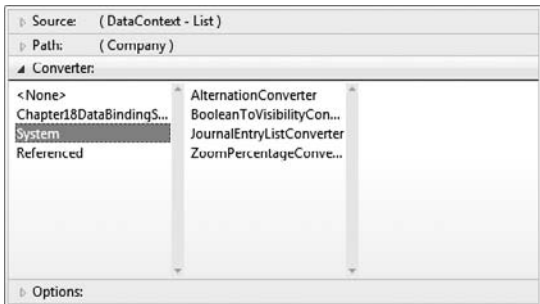 Source: ( DataContext - List )
Path: ( Company )
Converter:
<None>
Chapter18DataBindingS...
System
Referenced
AlternationConverter
BooleanToVisibilityCon...
JournalEntryListConverter
ZoomPercentageConve...
Options: